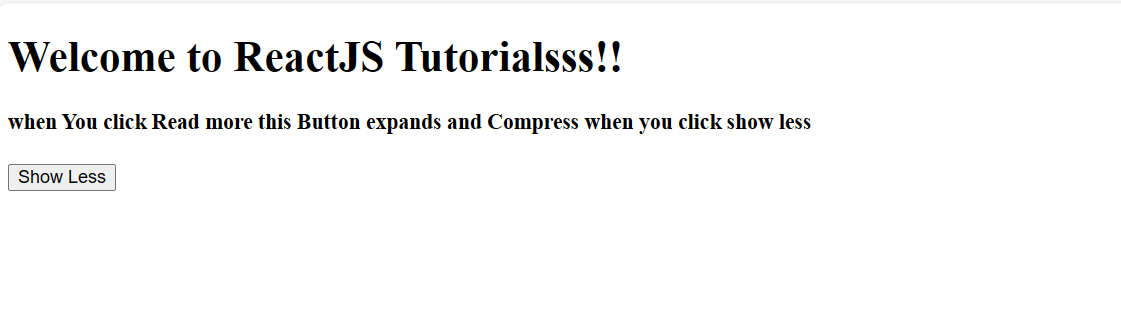 Welcome to ReactJS Tutorialsss!!
when You click Read more this Button expands and Compress when you click show less
Show Less